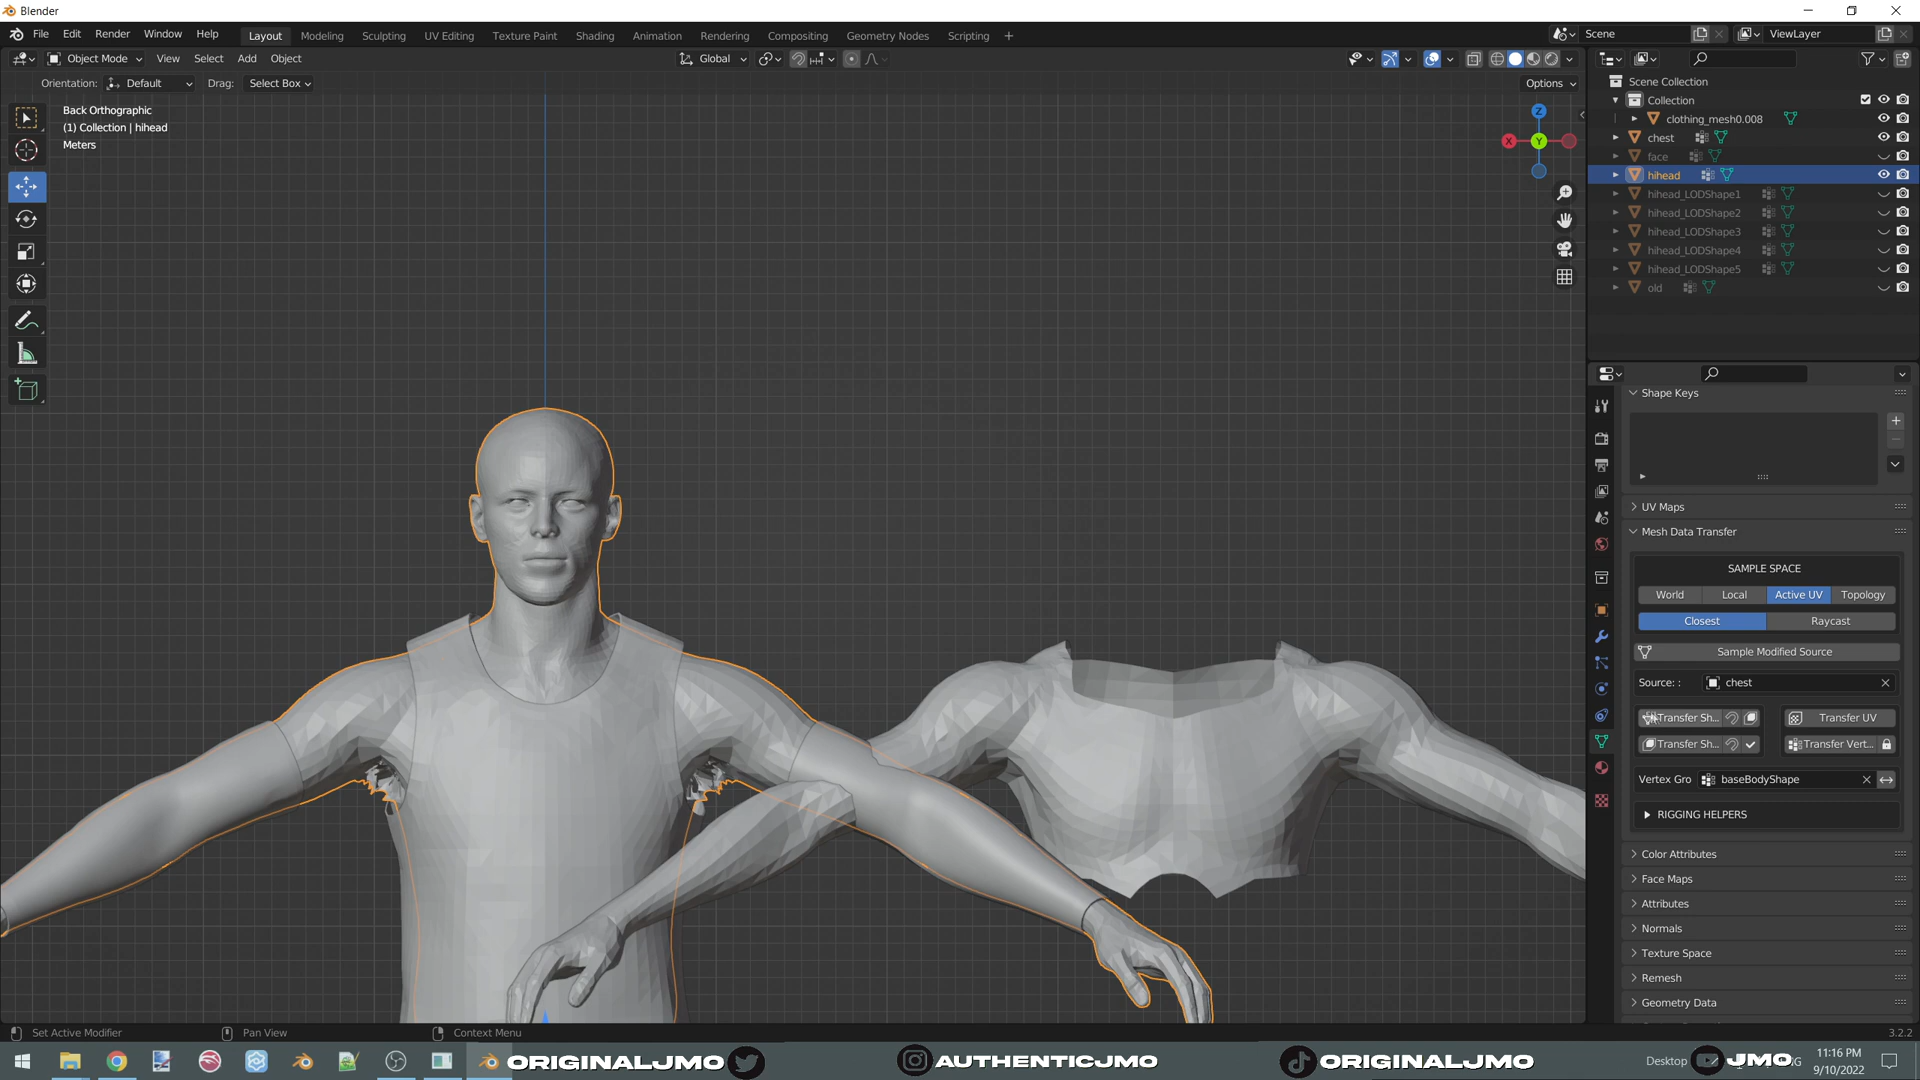 Blender
File Edit Render Window Help Layout Modeling Sculpting UV Editing Texture Paint Shading Animation Rendering Compositing Geometry Nodes Scripting + Scene ViewLayer
Object Mode View Select Add Object Global
Orientation: Default Drag: Select Box Options
Back Orthographic
(1) Collection | hihead
Meters
Z
X
Y
Scene Collection
Collection
clothing_mesh0.008
chest
face
hihead
hihead_LODShape1
hihead_LODShape2
hihead_LODShape3
hihead_LODShape4
hihead_LODShape5
old
Shape Keys
UV Maps
Mesh Data Transfer
SAMPLE SPACE
World Local Active UV Topology
Closest Raycast
Sample Modified Source
Source: : chest
Transfer Sh... Transfer UV
Transfer Sh... Transfer Vert...
Vertex Gro baseBodyShape
RIGGING HELPERS
Color Attributes
Face Maps
Attributes
Normals
Texture Space
Remesh
Geometry Data
Set Active Modifier Pan View Context Menu 3.2.2
ORIGINALJMO AUTHENTICJMO ORIGINALJMO Desktop JMO
11:16 PM
9/10/2022